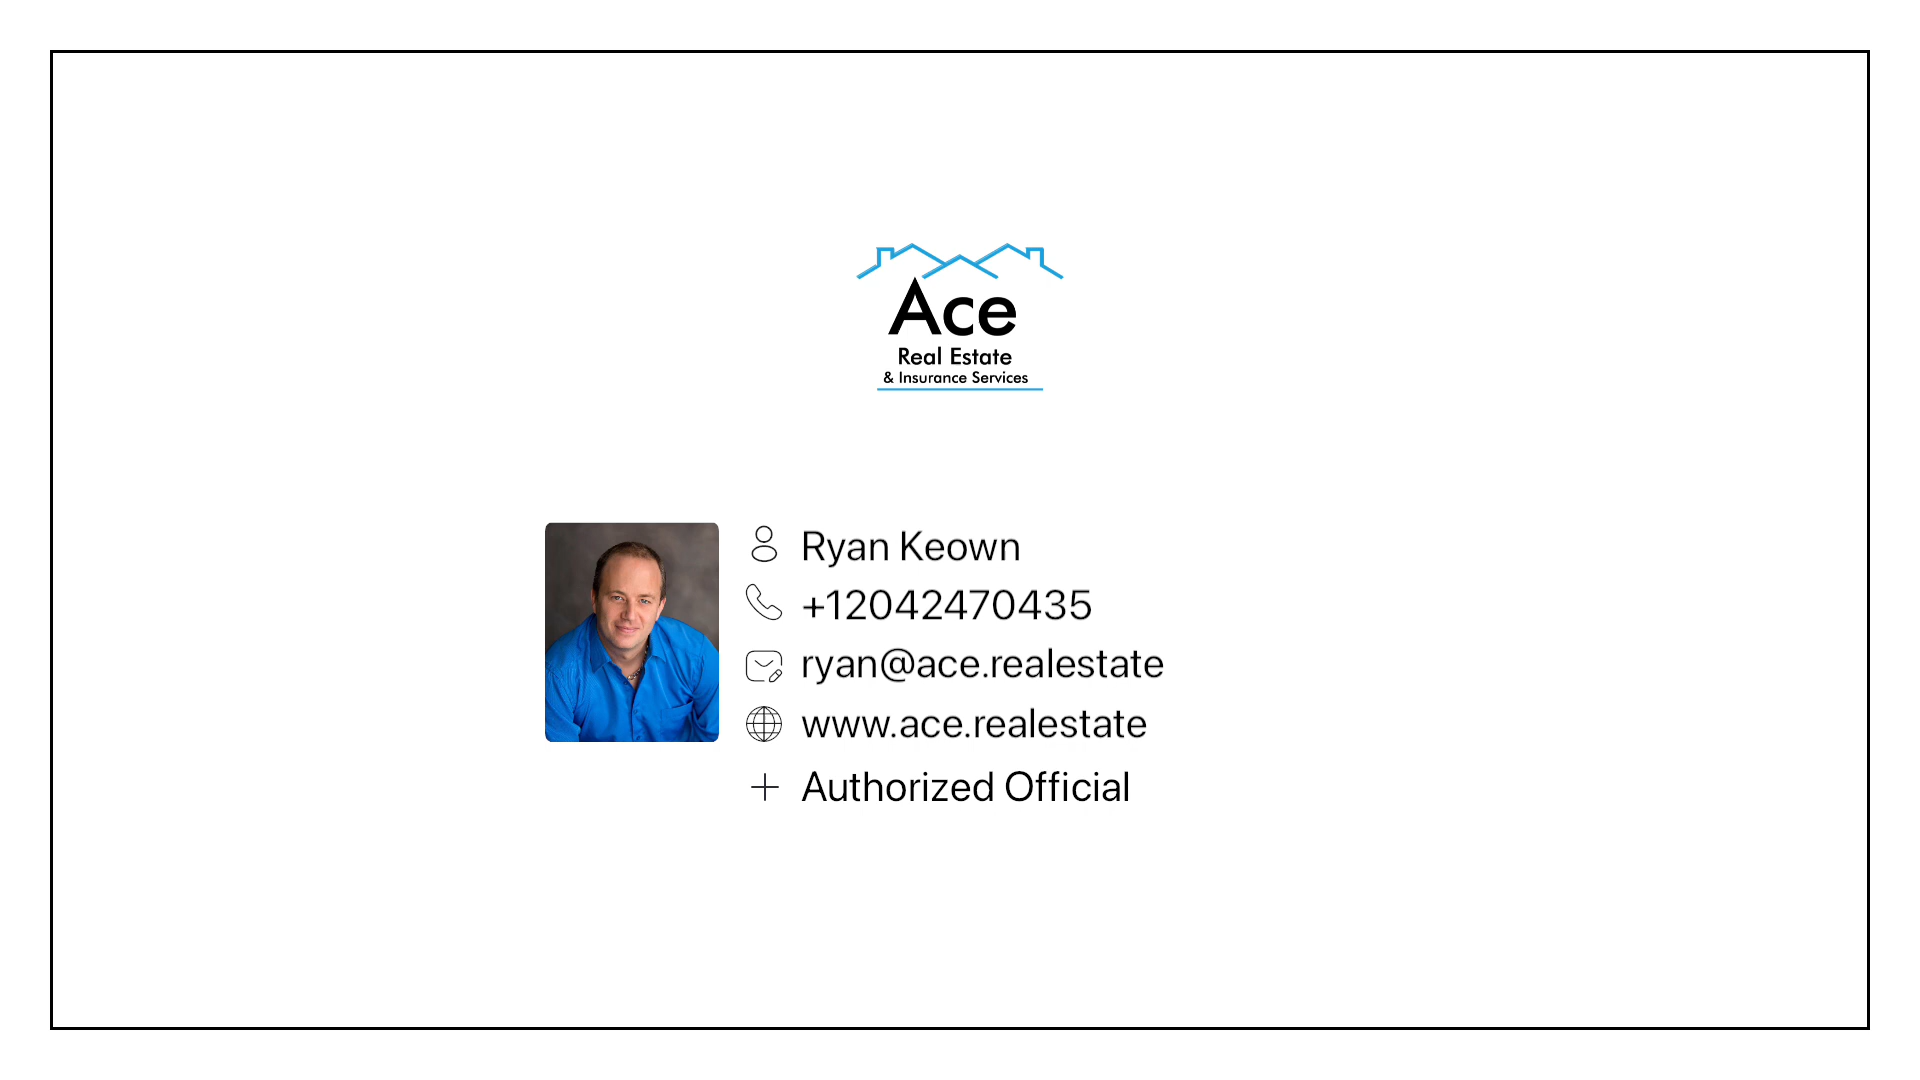 Ace
Real Estate
& Insurance Services
Ryan Keown
+12042470435
ryan@ace.realestate
www.ace.realestate
Authorized Official